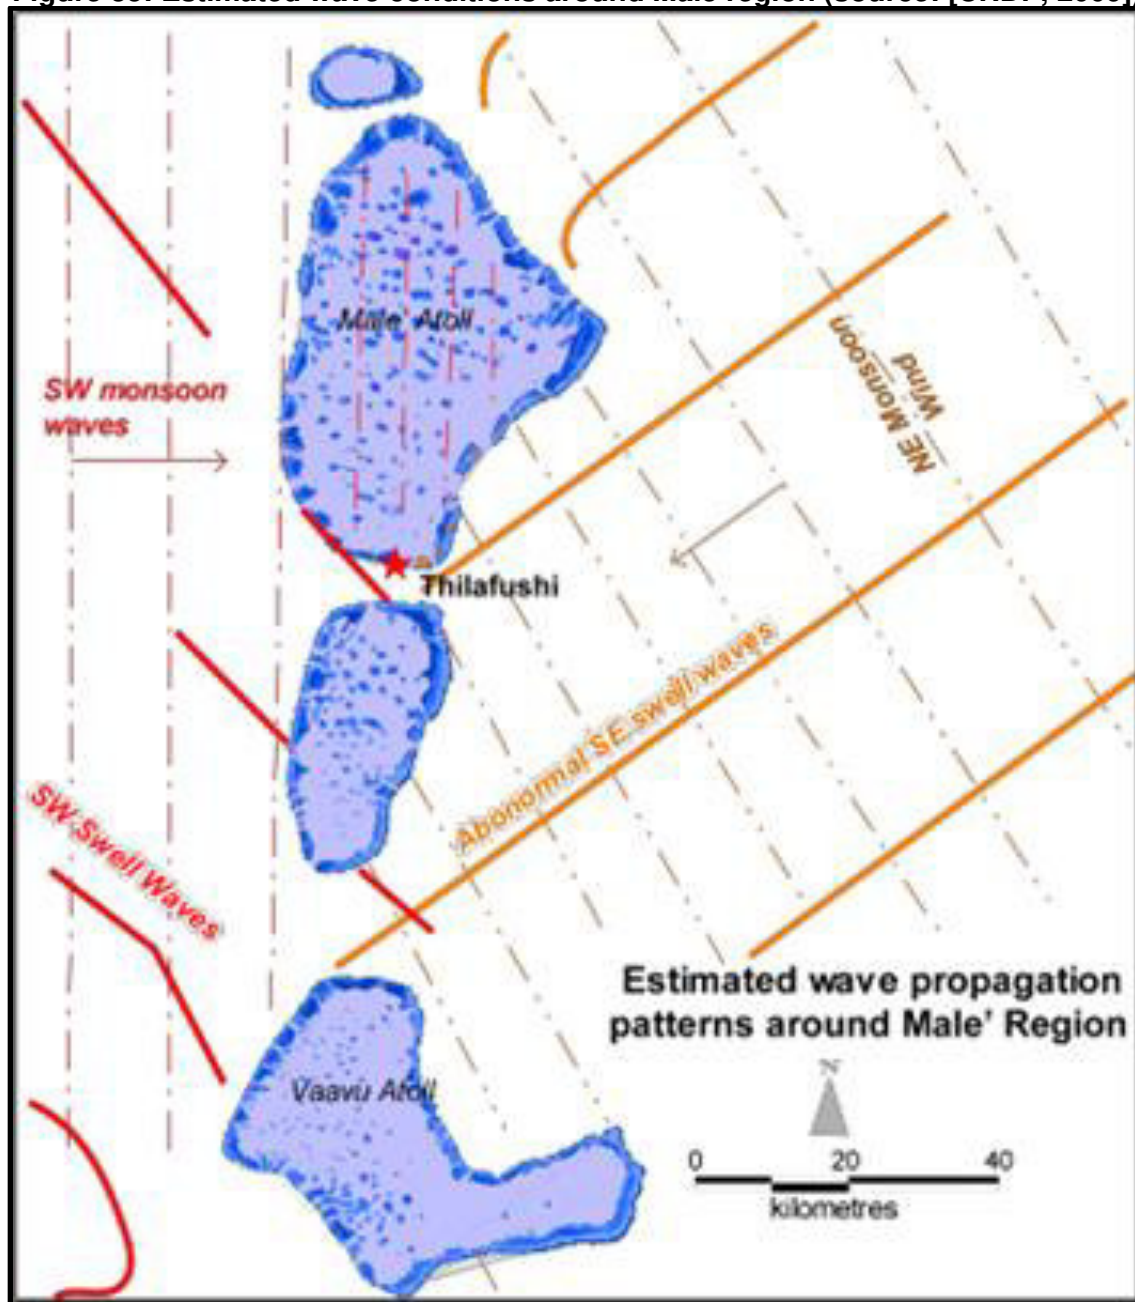 Male' Atoll
SW monsoon
waves
NE Monsoon
Wind
Thilafushi
Abonormal SE swell waves
SW Swell Waves
Estimated wave propagation
patterns around Male' Region
Vaavu Atoll
N
0 20 40
kilometres